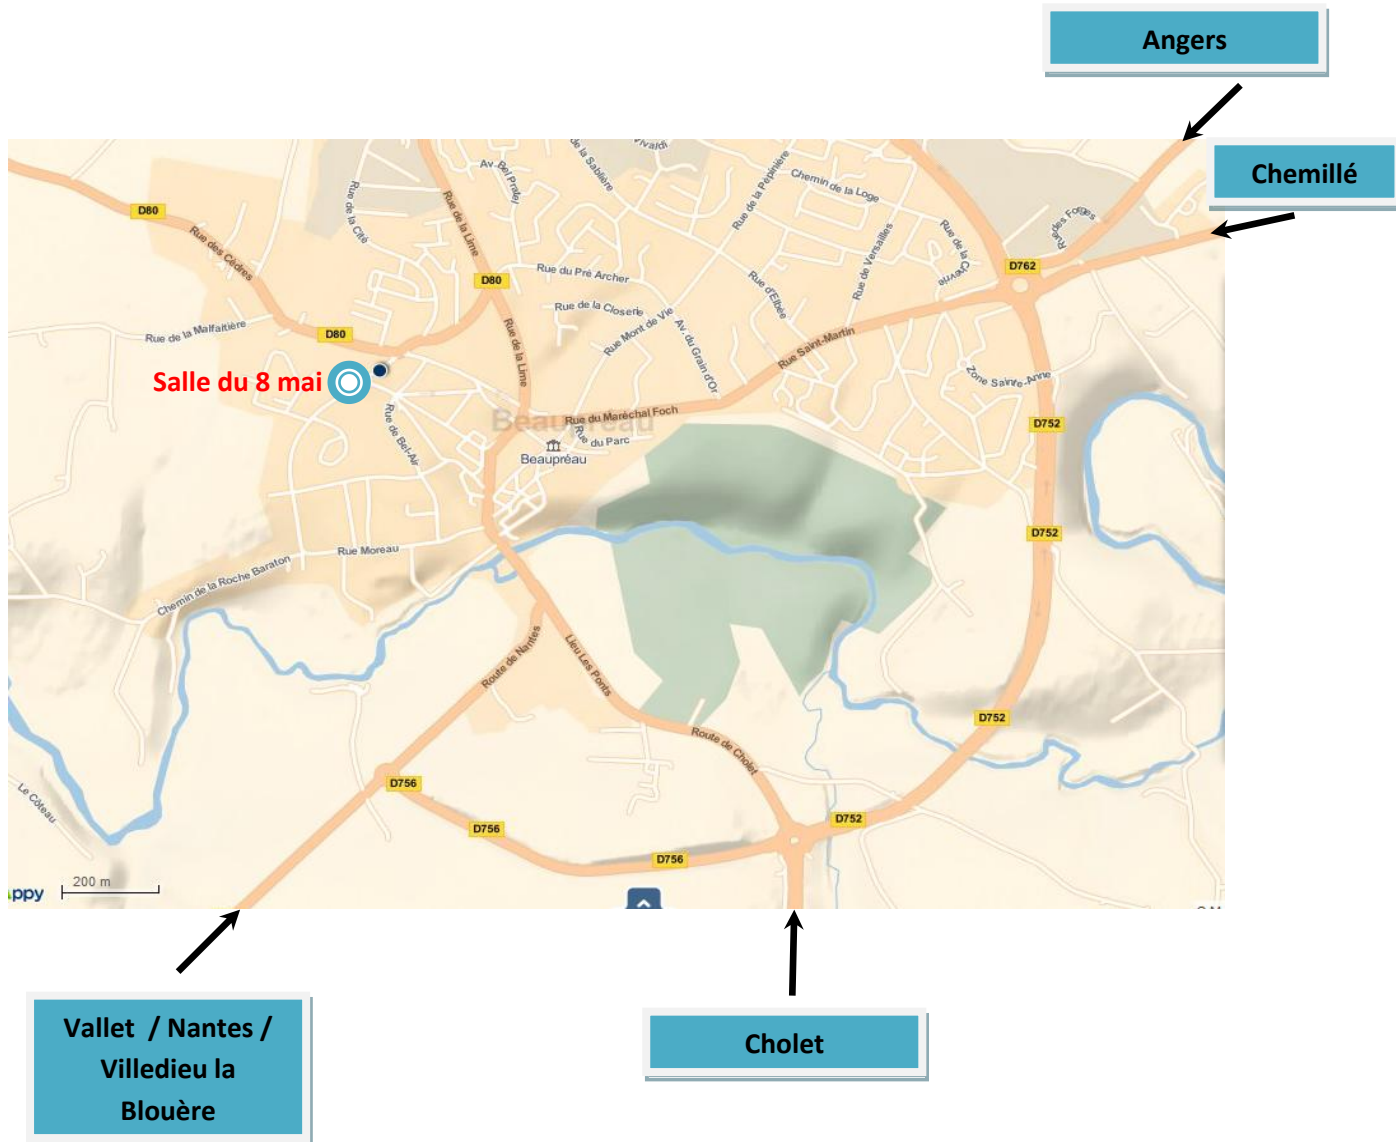 Angers
Chemillé
Vivaldi
de la Sablière
Av. Bel Prafel
Rue de la Pépinière
Chemin de la Loge
Rue de la Cité
Rue de la Lime
Rue des Forges
D80
Rue des Cèdres
Rue de Versailles
Rue de la Chevrie
D762
Rue du Pré Archer
D80
Rue d'Elbée
Rue de la Closerie
Rue de la Malfaitière
D80
Rue Mont de Vie
Rue de la Lime
Av. du Grain d'Or
Rue Saint-Martin
Zone Sainte-Anne
Salle du 8 mai
Rue de Bel-Air
Beaupréau
Rue du Maréchal Foch
D752
Rue du Parc
Beaupréau
D752
Rue Moreau
Chemin de la Roche Baraton
Route de Nantes
Lieu Les Ponts
D752
Route de Cholet
D756
Le Côteau
D756
D752
D756
200 m
ppy
Vallet / Nantes /
Villedieu la
Blouère
Cholet